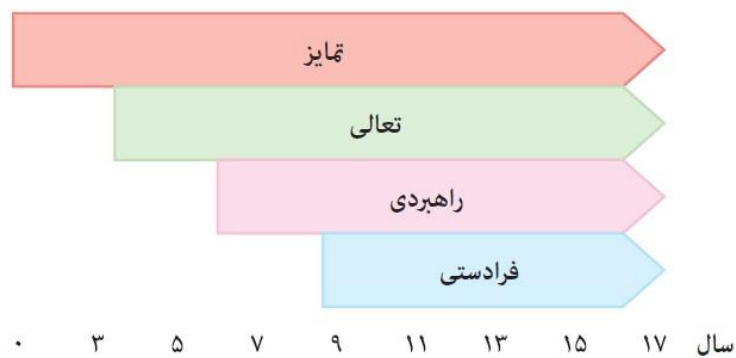 تمایز
تعالی
راهبردی
فرادستی
۰ ۳ ۵ ۷ ۹ ۱۱ ۱۳ ۱۵ ۱۷ سال